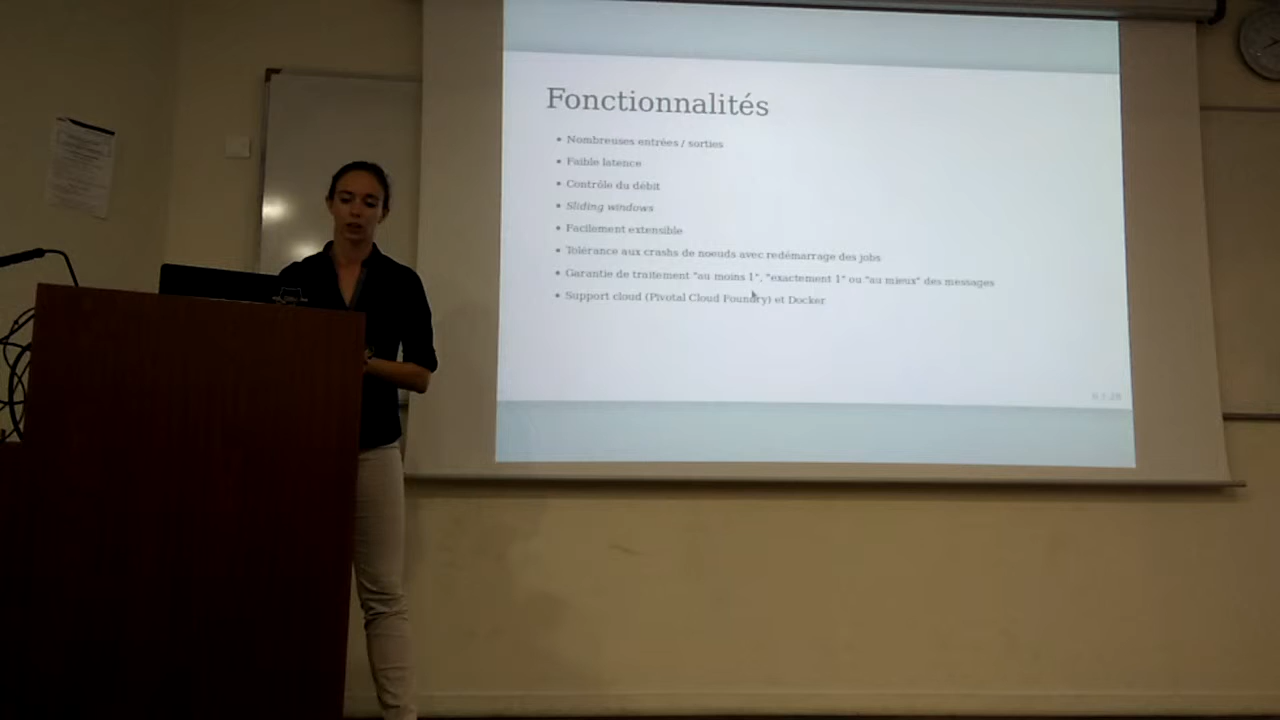 Fonctionnalités
• Nombreuses entrées / sorties
• Faible latence
• Contrôle du débit
• Sliding windows
• Facilement extensible
• Tolérance aux crashs de noeuds avec redémarrage des jobs
• Garantie de traitement "au moins 1", "exactement 1" ou "au mieux" des messages
• Support cloud (Pivotal Cloud Foundry) et Docker